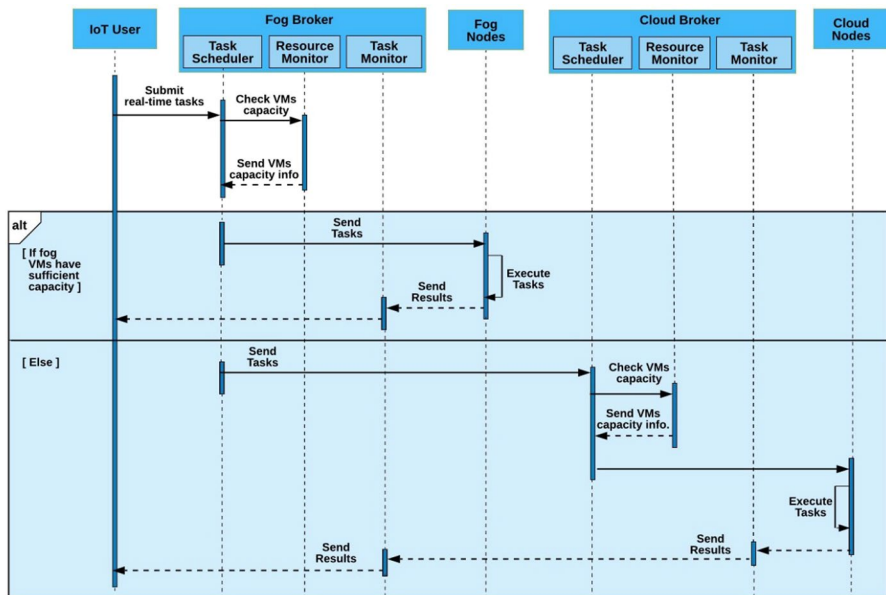 IoT User
Fog Broker
Task
Scheduler
Resource
Monitor
Task
Monitor
Fog
Nodes
Cloud Broker
Task
Scheduler
Resource
Monitor
Task
Monitor
Cloud
Nodes
Submit
real-time tasks
Check VMs
capacity
Send VMs
capacity info
alt
[ If fog
VMs have
sufficient
capacity ]
Send
Tasks
Execute
Tasks
Send
Results
[ Else ]
Send
Tasks
Check VMs
capacity
Send VMs
capacity info.
Execute
Tasks
Send
Results
Send
Results